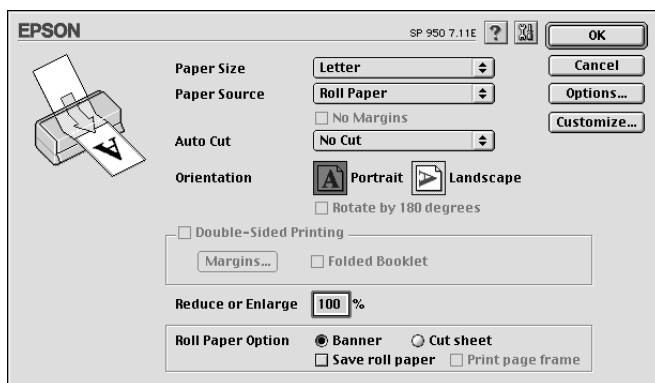 EPSON SP 950 7.11E ? OK
Paper Size Letter Cancel
Paper Source Roll Paper Options...
No Margins Customize...
Auto Cut No Cut
Orientation A Portrait A Landscape
Rotate by 180 degrees
Double-Sided Printing
Margins... Folded Booklet
Reduce or Enlarge 100 %
Roll Paper Option Banner Cut sheet
Save roll paper Print page frame
A